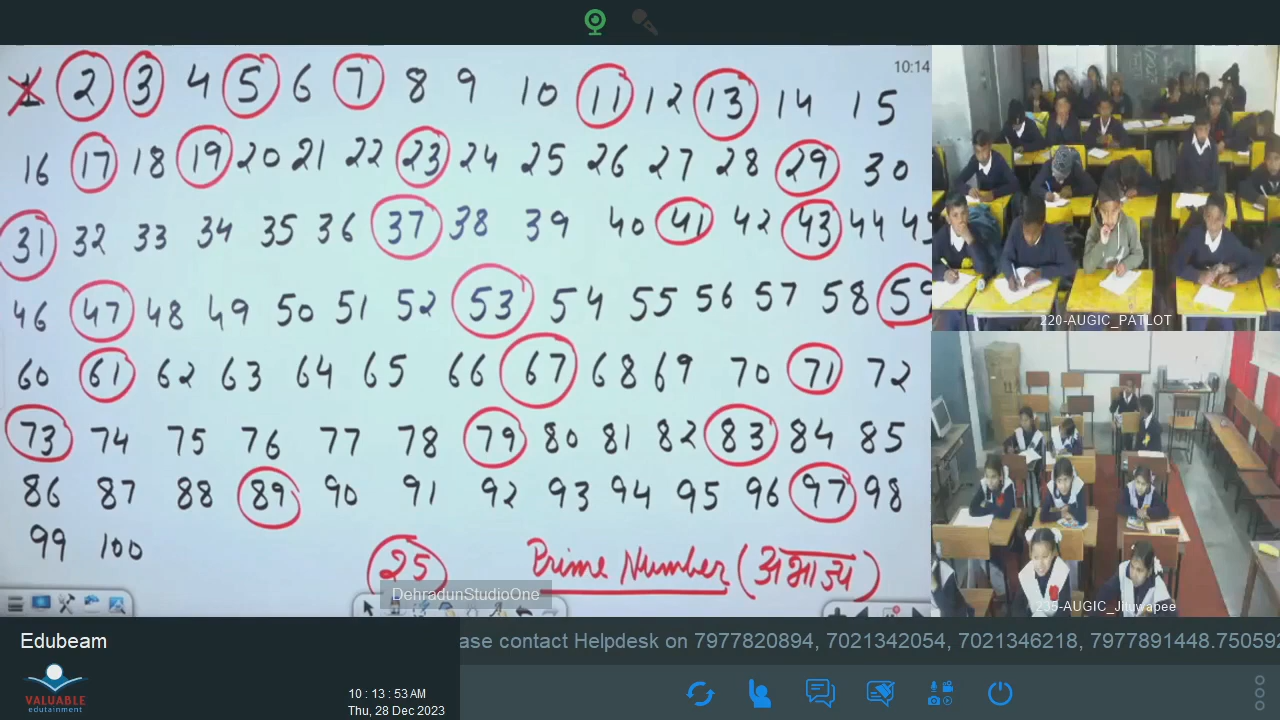 10:14
1 2 3 4 5 6 7 8 9 10 11 12 13 14 15
16 17 18 19 20 21 22 23 24 25 26 27 28 29 30
31 32 33 34 35 36 37 38 39 40 41 42 43 44 45
46 47 48 49 50 51 52 53 54 55 56 57 58 59
60 61 62 63 64 65 66 67 68 69 70 71 72
73 74 75 76 77 78 79 80 81 82 83 84 85
86 87 88 89 90 91 92 93 94 95 96 97 98
99 100
25 Prime Number (अभाज्य)
DehradunStudioOne
220-AUGIC_PATLOT
AUGIC_Jituwapee
Edubeam
ase contact Helpdesk on 7977820894, 7021342054, 7021346218, 7977891448.750592
VALUABLE
edutainment
10 : 13 : 53 AM
Thu, 28 Dec 2023